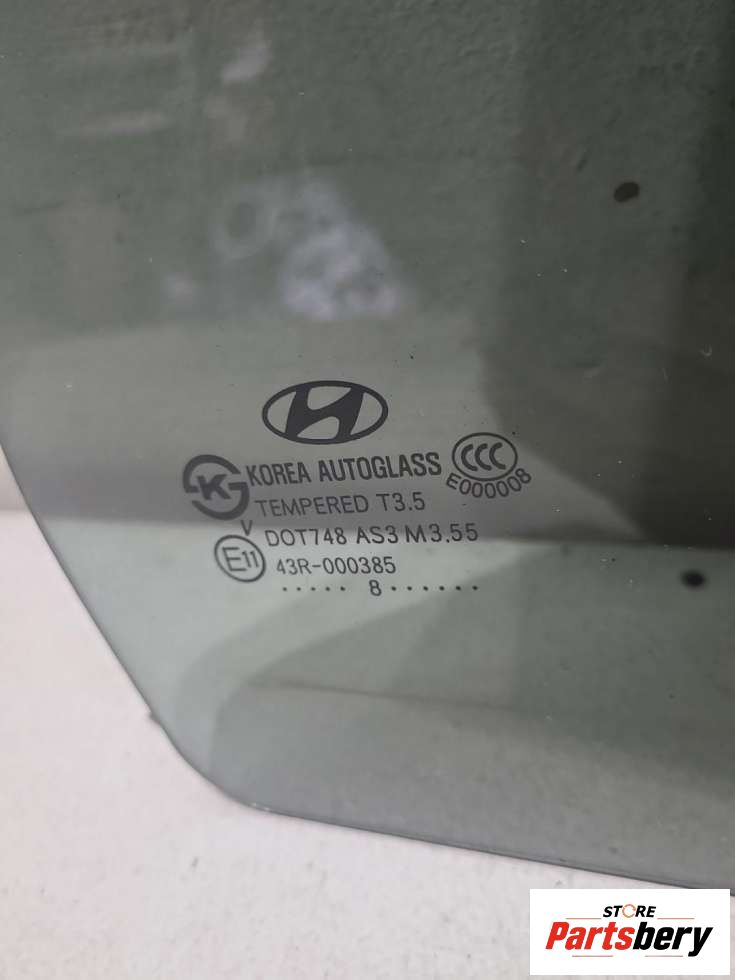 KOREA AUTOGLASS
CCC
E000008
K
TEMPERED T3.5
V
DOT748 AS3 M3.55
E11
43R-000385
..... 8 ......
STORE
Partsbery